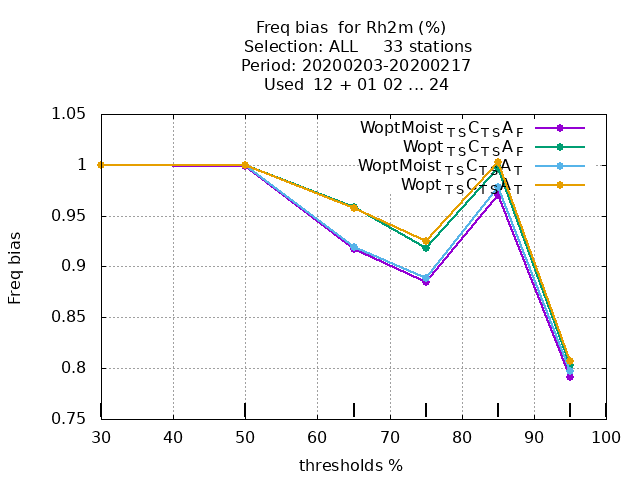 Freq bias  for Rh2m (%)
Selection: ALL     33 stations
Period: 20200203-20200217
Used  12 + 01 02 ... 24
WoptMoist TS C TS A F
Wopt TS C TS A F
WoptMoist TS C TS A T
Wopt TS C TS A T
1.05
1
0.95
0.9
0.85
0.8
0.75
Freq bias
30 40 50 60 70 80 90 100
thresholds %